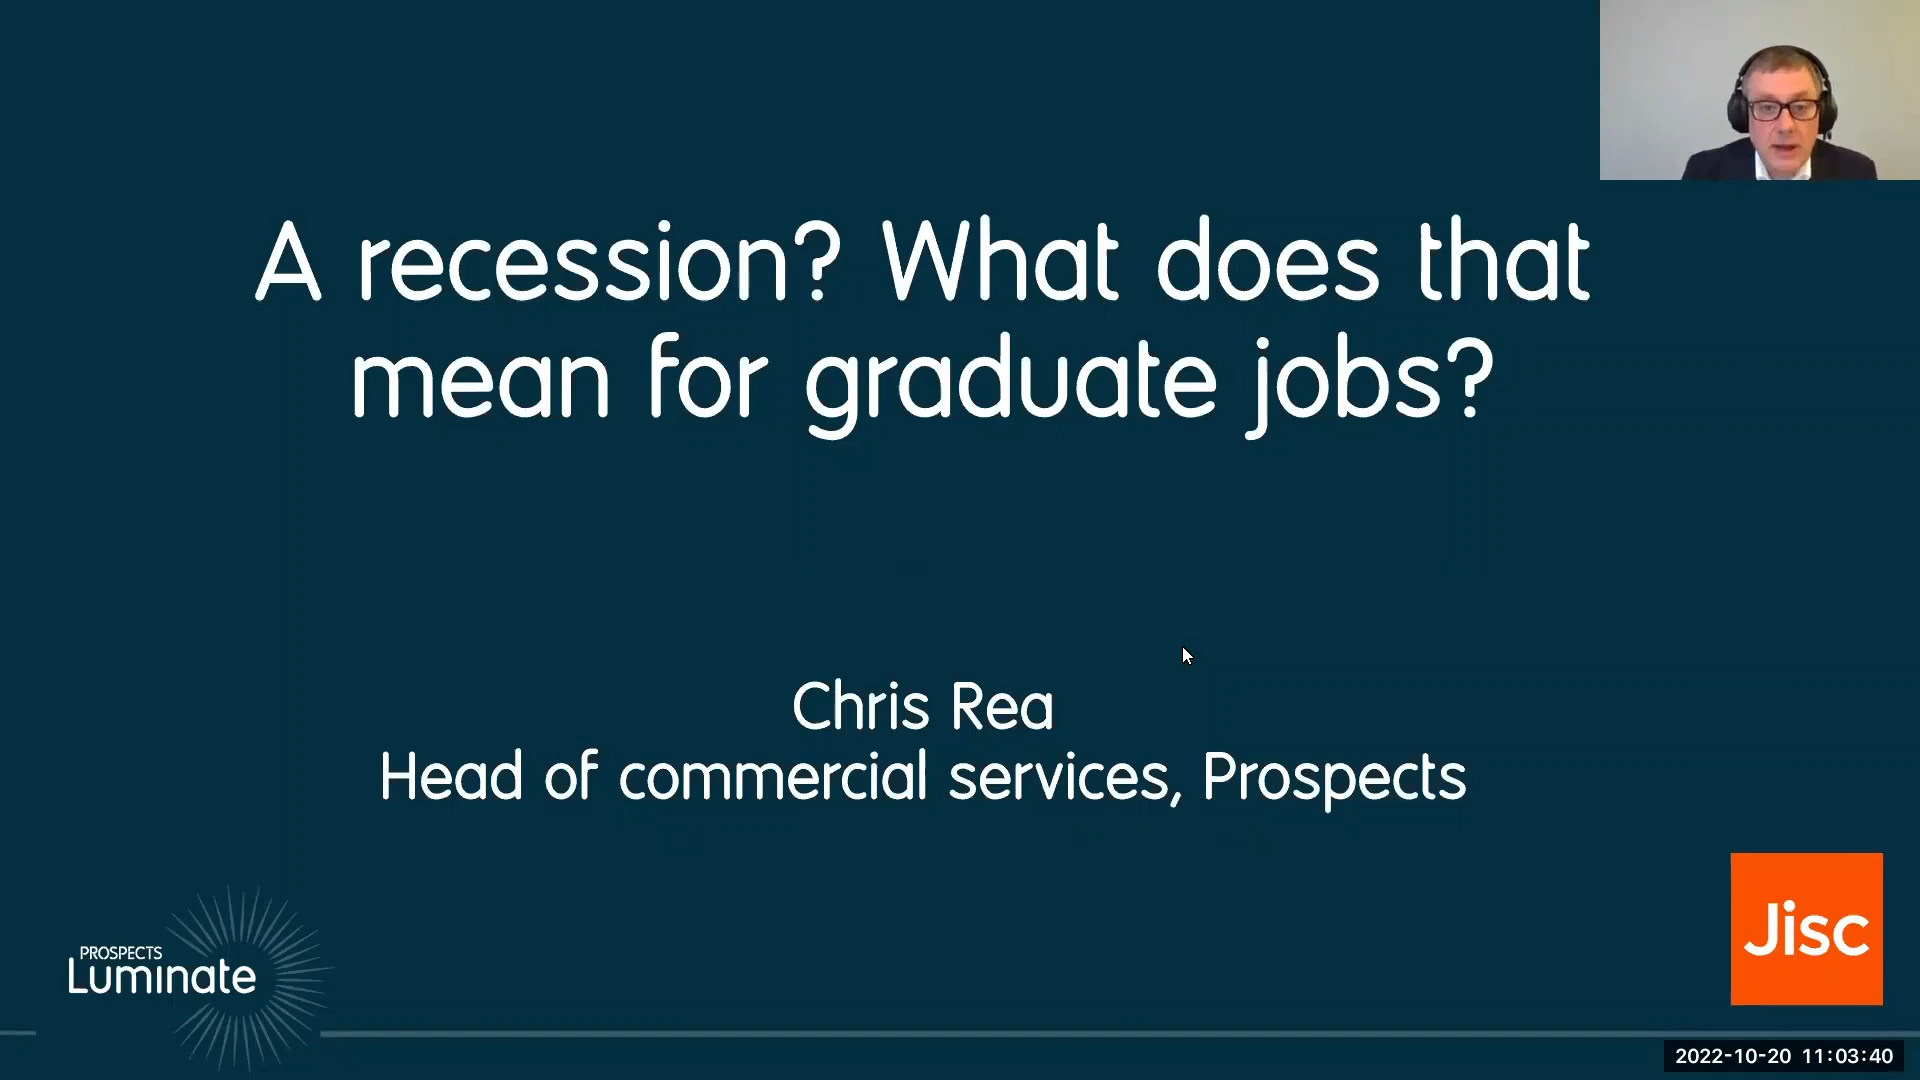 A recession? What does that
mean for graduate jobs?
Chris Rea
Head of commercial services, Prospects
PROSPECTS
Luminate
Jisc
2022-10-20 11:03:40